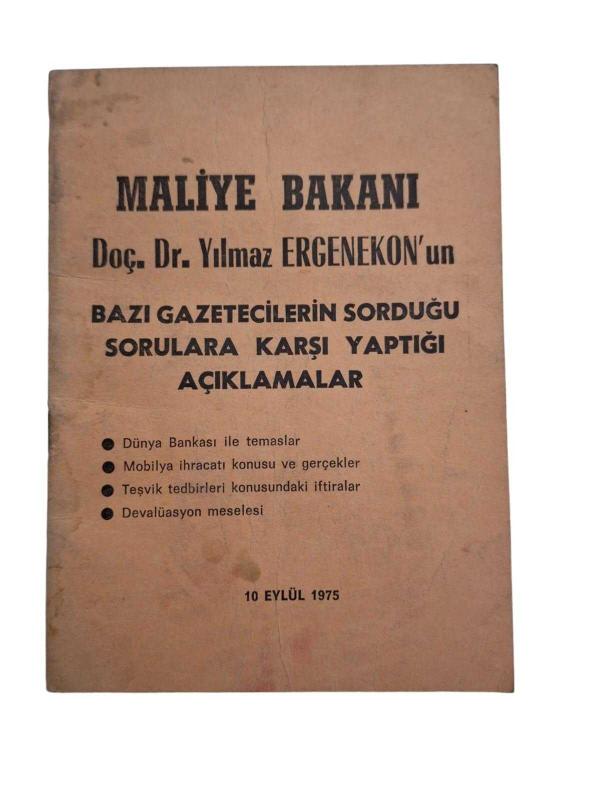 MALİYE BAKANI
Doç. Dr. Yılmaz ERGENEKON'un
BAZI GAZETECİLERİN SORDUĞU
SORULARA KARŞI YAPTIĞI
AÇIKLAMALAR
● Dünya Bankası ile temaslar
● Mobilya ihracatı konusu ve gerçekler
● Teşvik tedbirleri konusundaki iftiralar
● Devalüasyon meselesi
10 EYLÜL 1975